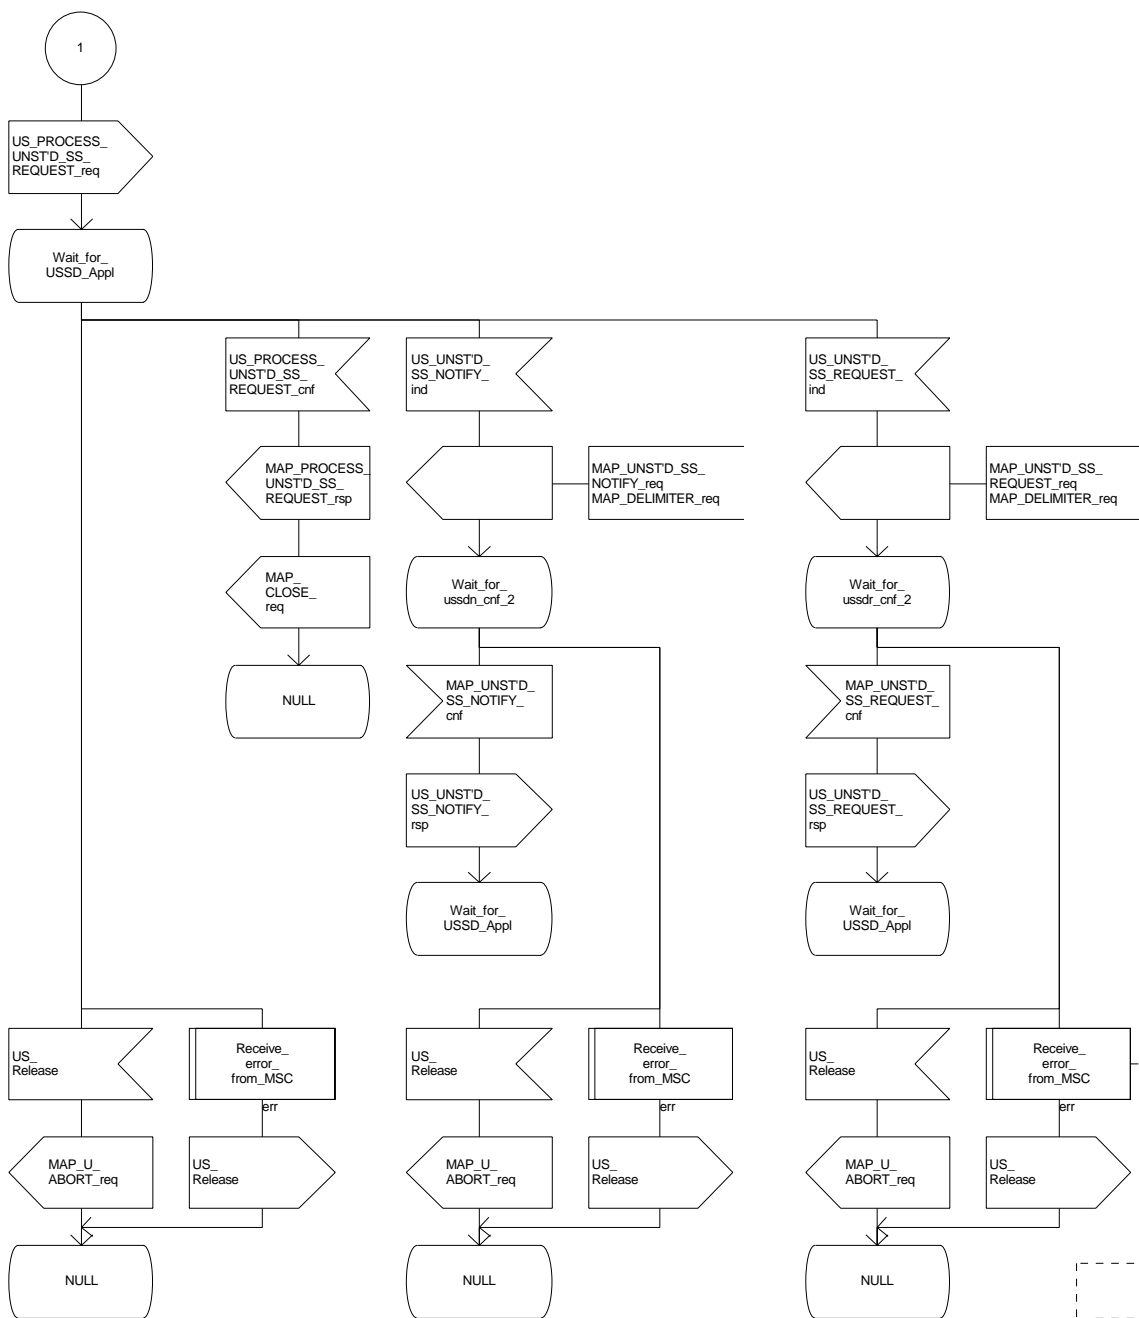 1
US_PROCESS_
UNST'D_SS_
REQUEST_req
Wait_for_
USSD_Appl
US_PROCESS_
UNST'D_SS_
REQUEST_cnf
US_UNST'D_
SS_NOTIFY_
ind
US_UNST'D_
SS_REQUEST_
ind
MAP_PROCESS_
UNST'D_SS_
REQUEST_rsp
MAP_UNST'D_SS_
NOTIFY_req
MAP_DELIMITER_req
MAP_UNST'D_SS_
REQUEST_req
MAP_DELIMITER_req
MAP_
CLOSE_
req
Wait_for_
ussdn_cnf_2
Wait_for_
ussdr_cnf_2
NULL
MAP_UNST'D_
SS_NOTIFY_
cnf
MAP_UNST'D_
SS_REQUEST_
cnf
US_UNST'D_
SS_NOTIFY_
rsp
US_UNST'D_
SS_REQUEST_
rsp
Wait_for_
USSD_Appl
Wait_for_
USSD_Appl
US_
Release
Receive_
error_
from_MSC
err
US_
Release
Receive_
error_
from_MSC
err
US_
Release
Receive_
error_
from_MSC
err
MAP_U_
ABORT_req
US_
Release
MAP_U_
ABORT_req
US_
Release
MAP_U_
ABORT_req
US_
Release
NULL
NULL
NULL